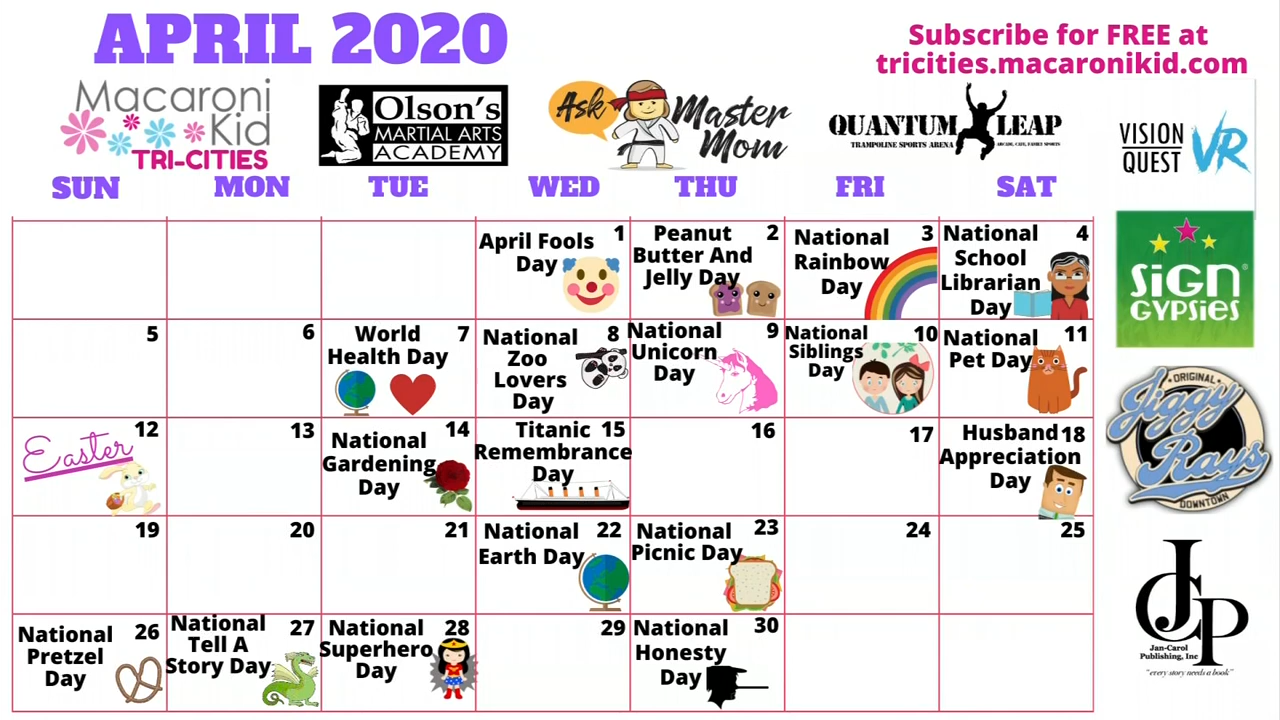 APRIL 2020
Subscribe for FREE at
tricities.macaronikid.com
Macaroni
Kid
TRI-CITIES
Olson's
MARTIAL ARTS
ACADEMY
Ask
Master
Mom
QUANTUM LEAP
TRAMPOLINE SPORTS ARENA
ARCADE, CAFE, FAMILY SPORTS
VISION
QUEST
VR
SUN MON TUE WED THU FRI SAT
April Fools 1
Day
Peanut 2
Butter And
Jelly Day
National 3
Rainbow
Day
National 4
School
Librarian
Day
5
6
World 7
Health Day
National 8
Zoo
Lovers
Day
National 9
Unicorn
Day
National 10
Siblings
Day
National 11
Pet Day
Easter 12
13
National 14
Gardening
Day
Titanic 15
Remembrance
Day
16
17
Husband 18
Appreciation
Day
19
20
21
National 22
Earth Day
National 23
Picnic Day
24
25
National 26
Pretzel
Day
National 27
Tell A
Story Day
National 28
Superhero
Day
29
National 30
Honesty
Day
SiGN
GYPSIES®
• ORIGINAL •
Jiggy
Rays
DOWNTOWN
JCP
Jan-Carol
Publishing, Inc
"every story needs a book"